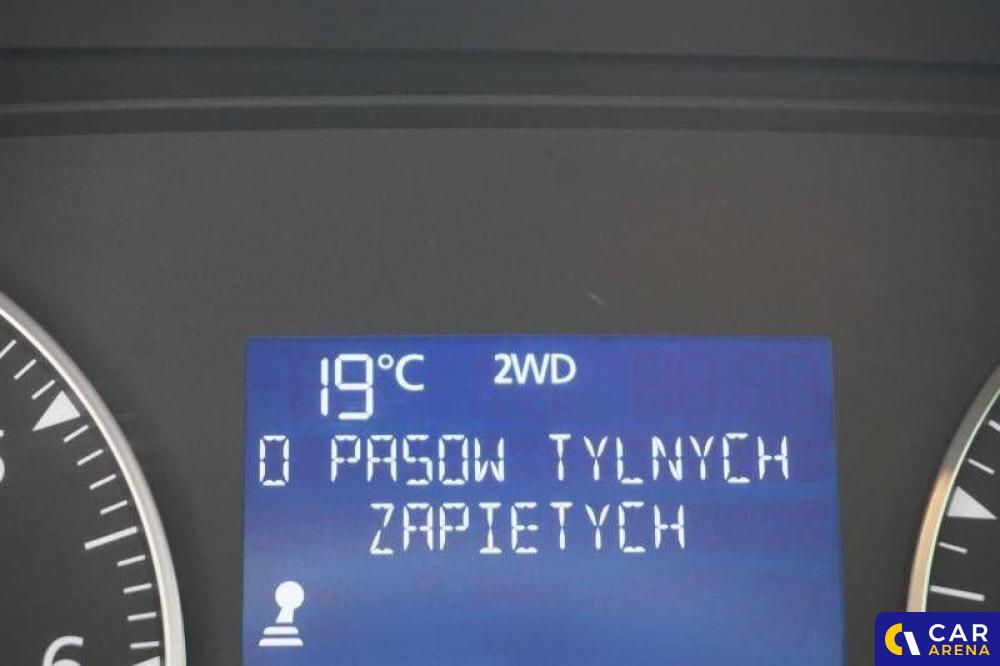 19°C 2WD
0 PASOW TYLNYCH
ZAPIETYCH
6
CAR
ARENA